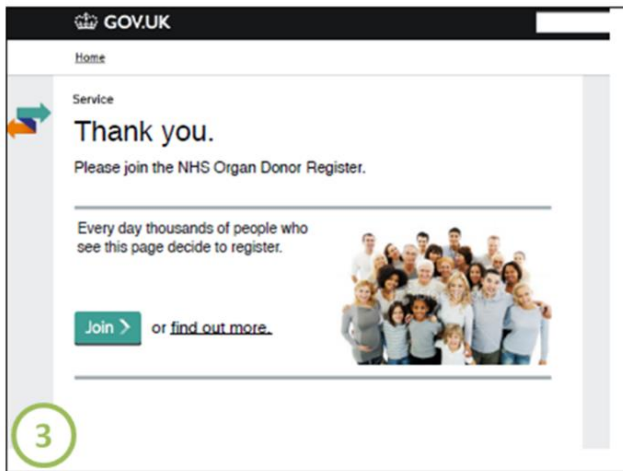 GOV.UK
Home
Service
Thank you.
Please join the NHS Organ Donor Register.
Every day thousands of people who
see this page decide to register.
Join > or find out more.
3